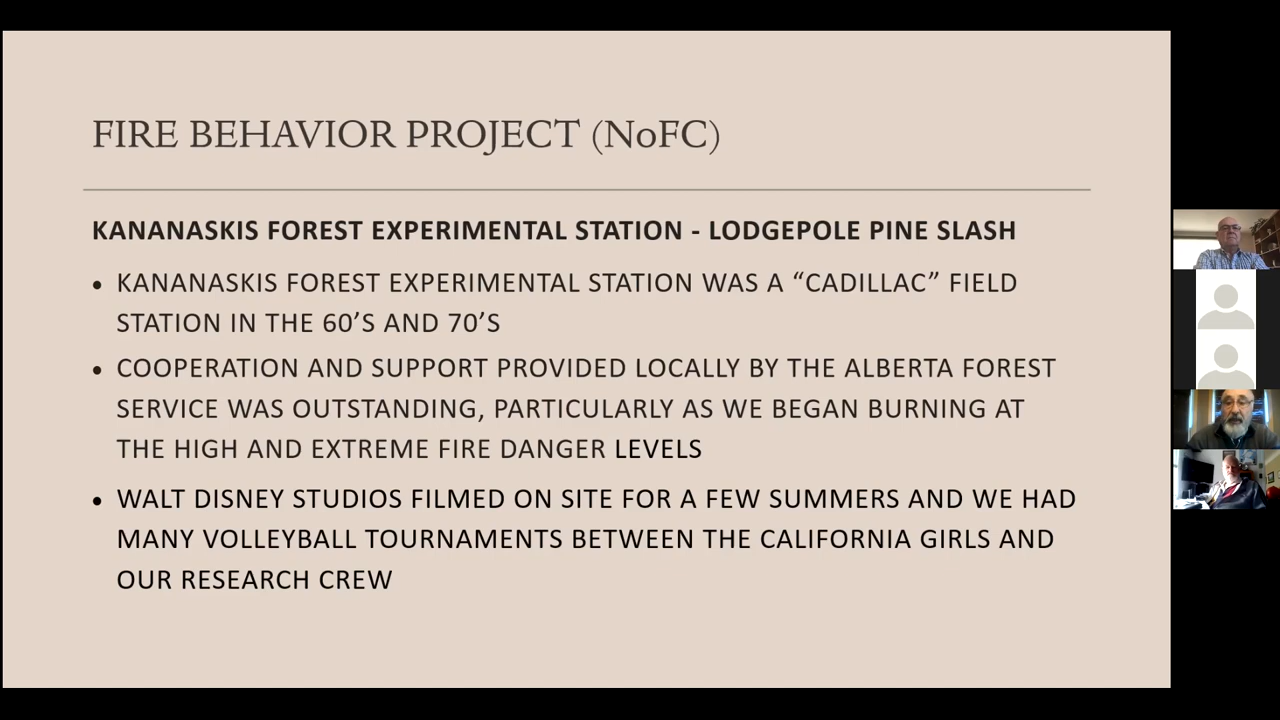 FIRE BEHAVIOR PROJECT (NoFC)
KANANASKIS FOREST EXPERIMENTAL STATION - LODGEPOLE PINE SLASH
• KANANASKIS FOREST EXPERIMENTAL STATION WAS A “CADILLAC” FIELD
STATION IN THE 60’S AND 70’S
• COOPERATION AND SUPPORT PROVIDED LOCALLY BY THE ALBERTA FOREST
SERVICE WAS OUTSTANDING, PARTICULARLY AS WE BEGAN BURNING AT
THE HIGH AND EXTREME FIRE DANGER LEVELS
• WALT DISNEY STUDIOS FILMED ON SITE FOR A FEW SUMMERS AND WE HAD
MANY VOLLEYBALL TOURNAMENTS BETWEEN THE CALIFORNIA GIRLS AND
OUR RESEARCH CREW